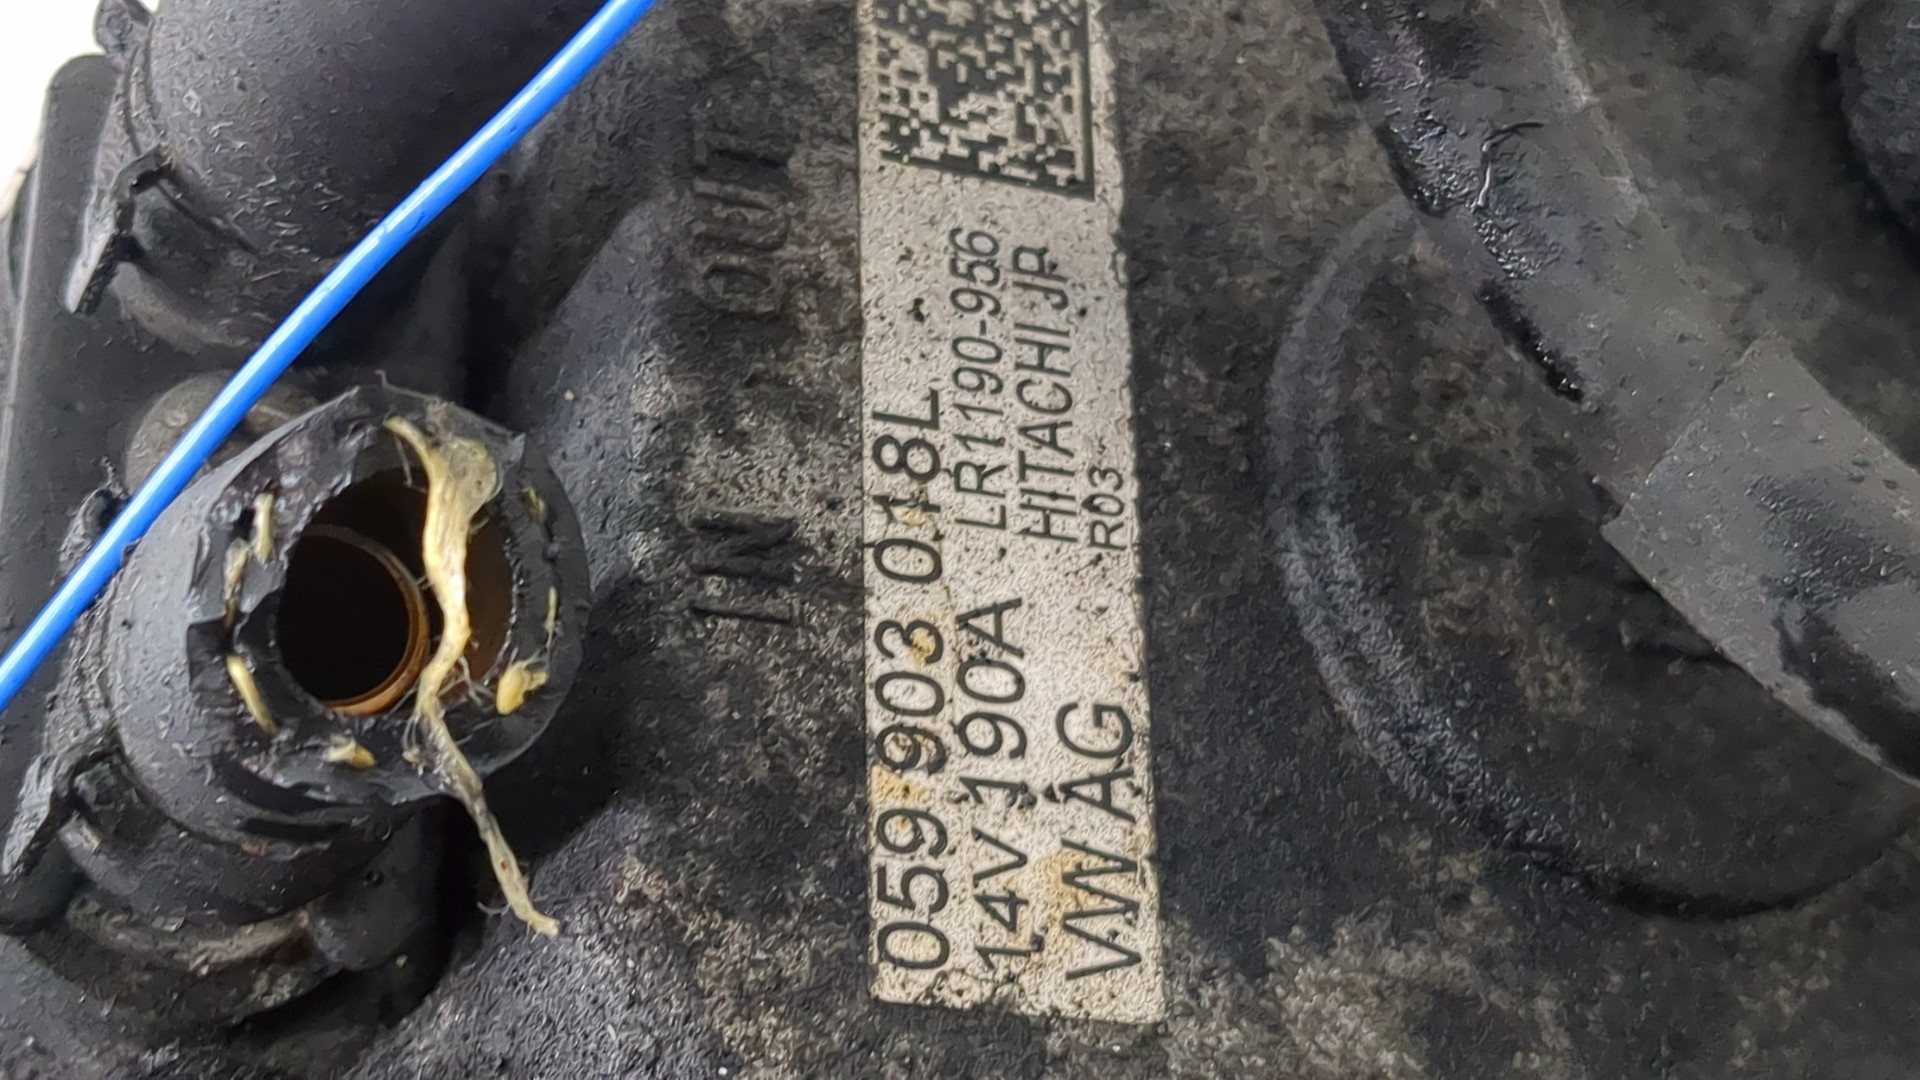 OUT
IN
059 903 018L
14V 190A LR1190-956
VW AG HITACHI JP
R03